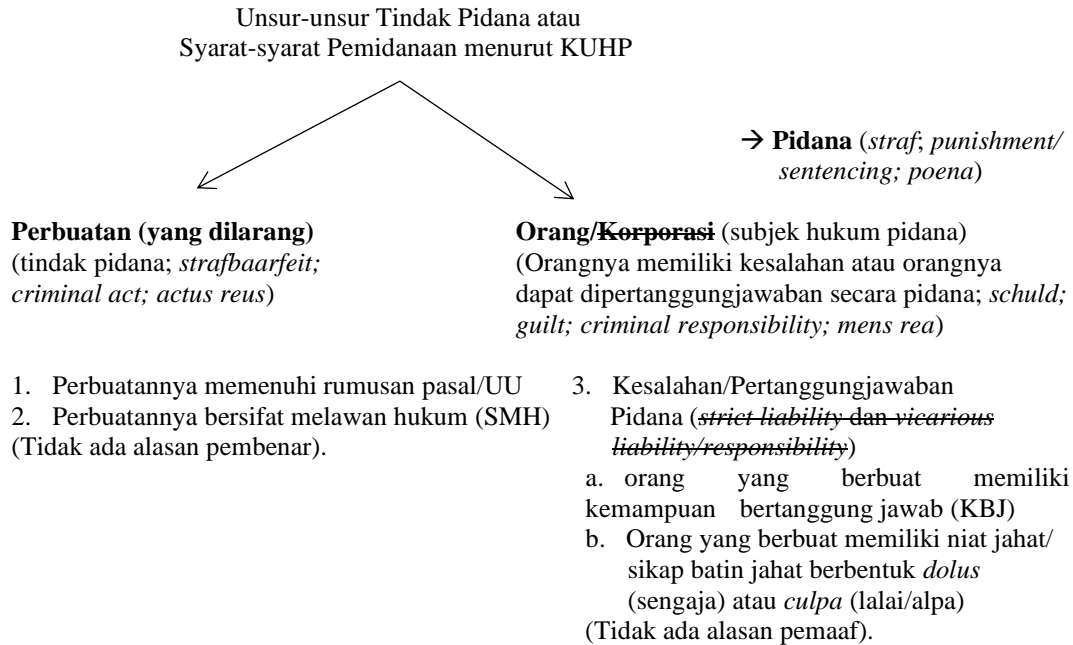 Unsur-unsur Tindak Pidana atau
Syarat-syarat Pemidanaan menurut KUHP
→ Pidana (straf; punishment/
sentencing; poena)
Perbuatan (yang dilarang)
(tindak pidana; strafbaarfeit;
criminal act; actus reus)
Orang/Korporasi (subjek hukum pidana)
(Orangnya memiliki kesalahan atau orangnya
dapat dipertanggungjawaban secara pidana; schuld;
guilt; criminal responsibility; mens rea)
1. Perbuatannya memenuhi rumusan pasal/UU
2. Perbuatannya bersifat melawan hukum (SMH)
(Tidak ada alasan pembenar).
3. Kesalahan/Pertanggungjawaban
Pidana (strict liability dan vicarious
liability/responsibility)
a. orang yang berbuat memiliki
kemampuan bertanggung jawab (KBJ)
b. Orang yang berbuat memiliki niat jahat/
sikap batin jahat berbentuk dolus
(sengaja) atau culpa (lalai/alpa)
(Tidak ada alasan pemaaf).